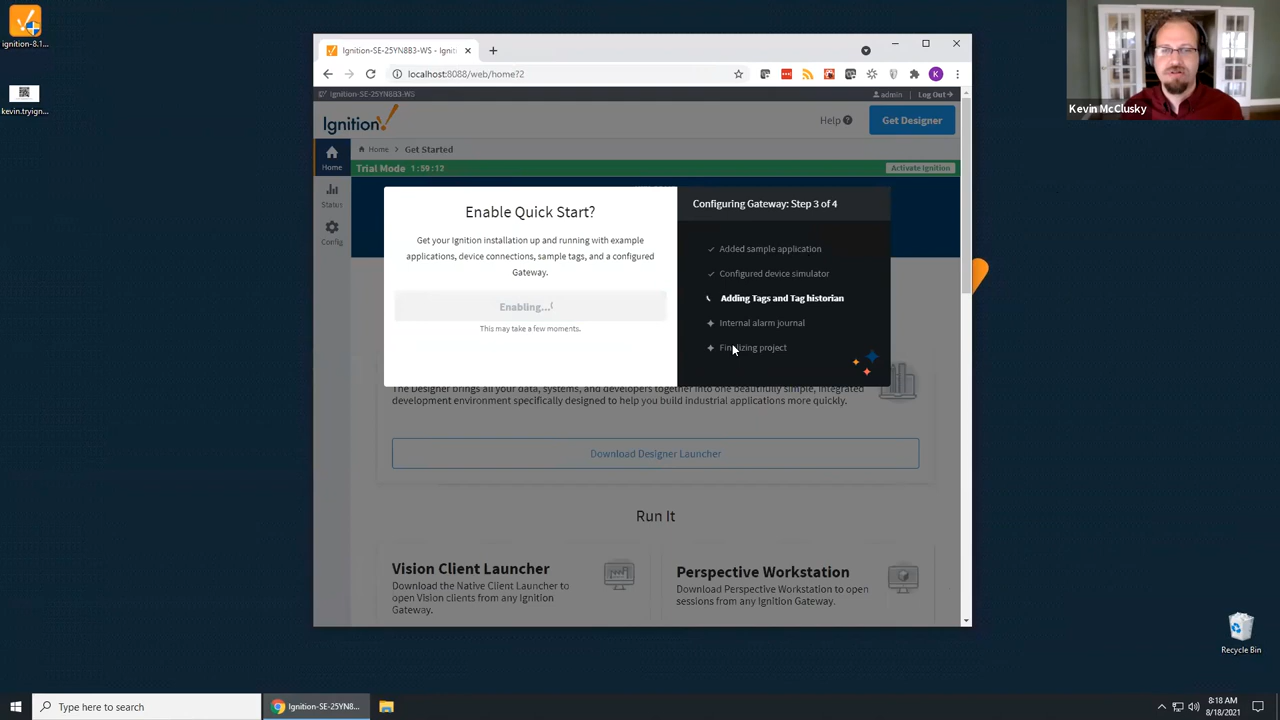 ignition-8.1...
kevin.tryign...
Ignition-SE-25YN8B3-WS - Igniti
localhost:8088/web/home?2
K
Kevin McClusky
Ignition-SE-25YN8B3-WS
admin | Log Out
Ignition!
Help
Get Designer
Home
Home > Get Started
Trial Mode 1:59:12
Activate Ignition
Status
Config
Enable Quick Start?
Get your Ignition installation up and running with example
applications, device connections, sample tags, and a configured
Gateway.
Enabling...
This may take a few moments.
Configuring Gateway: Step 3 of 4
Added sample application
Configured device simulator
Adding Tags and Tag historian
Internal alarm journal
Finalizing project
The Designer brings all your data, systems, and developers together into one beautifully simple, integrated
development environment specifically designed to help you build industrial applications more quickly.
Download Designer Launcher
Run It
Vision Client Launcher
Download the Native Client Launcher to
open Vision clients from any Ignition
Gateway.
Perspective Workstation
Download Perspective Workstation to open
sessions from any Ignition Gateway.
Recycle Bin
Type here to search
Ignition-SE-25YN8...
8:18 AM
8/18/2021